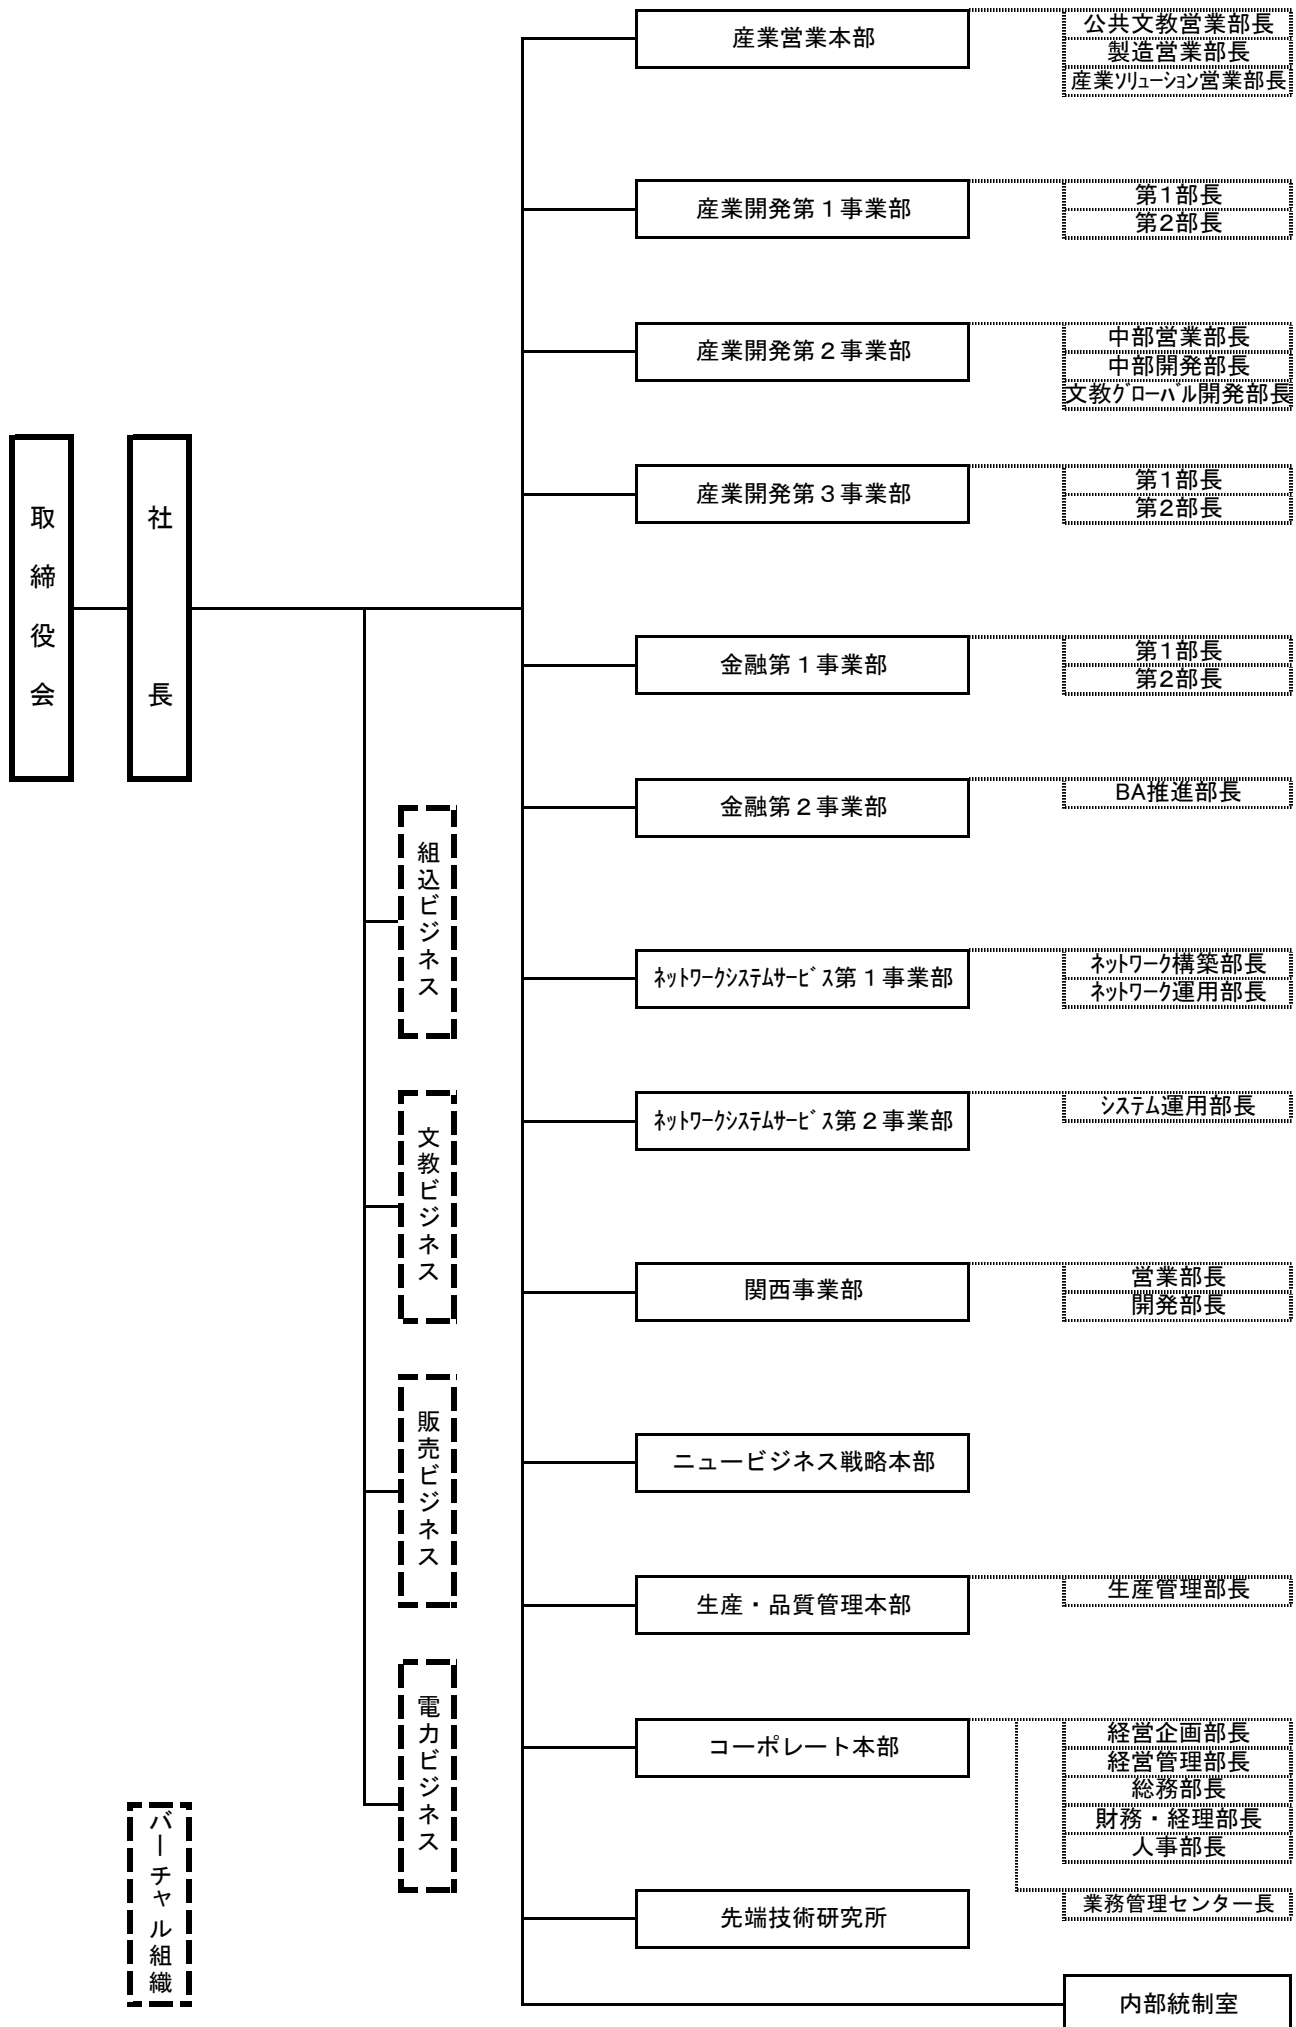 取締役会
社長
組込ビジネス
文教ビジネス
販売ビジネス
電力ビジネス
バーチャル組織
産業営業本部
公共文教営業部長
製造営業部長
産業ｿﾘｭｰｼｮﾝ営業部長
産業開発第１事業部
第1部長
第2部長
産業開発第２事業部
中部営業部長
中部開発部長
文教ｸﾞﾛｰﾊﾞﾙ開発部長
産業開発第３事業部
第1部長
第2部長
金融第１事業部
第1部長
第2部長
金融第２事業部
BA推進部長
ﾈｯﾄﾜｰｸｼｽﾃﾑｻｰﾋﾞｽ第１事業部
ﾈｯﾄﾜｰｸ構築部長
ﾈｯﾄﾜｰｸ運用部長
ﾈｯﾄﾜｰｸｼｽﾃﾑｻｰﾋﾞｽ第２事業部
ｼｽﾃﾑ運用部長
関西事業部
営業部長
開発部長
ニュービジネス戦略本部
生産・品質管理本部
生産管理部長
コーポレート本部
経営企画部長
経営管理部長
総務部長
財務・経理部長
人事部長
業務管理センター長
先端技術研究所
内部統制室